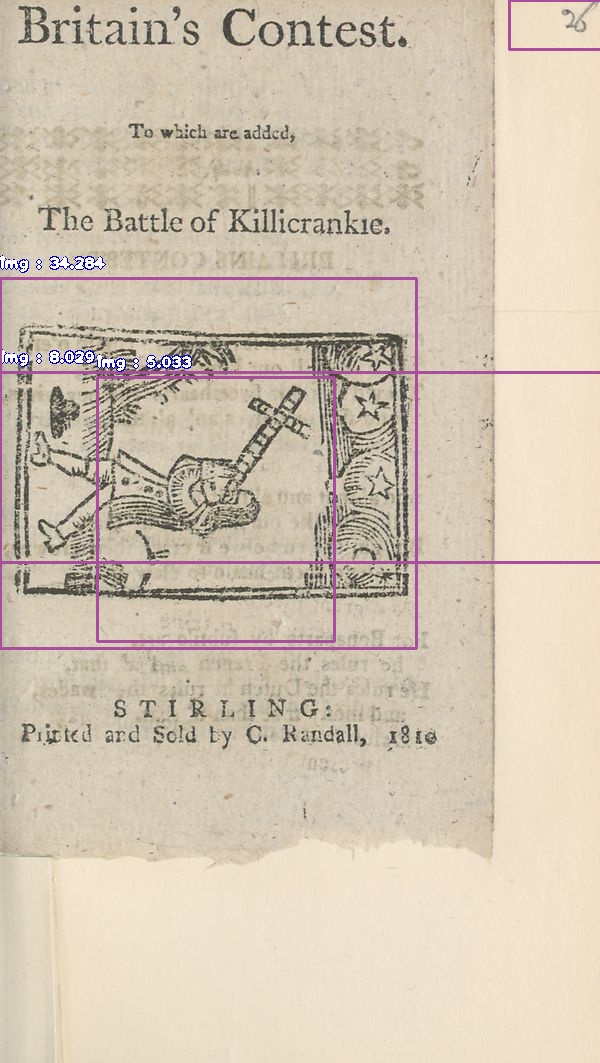 Britain's Contest.
26
To which are added,
The Battle of Killicrankie.
img : 34.284
img : 8.029
img : 5.033
STIRLING:
Printed and Sold by C. Randall, 1810